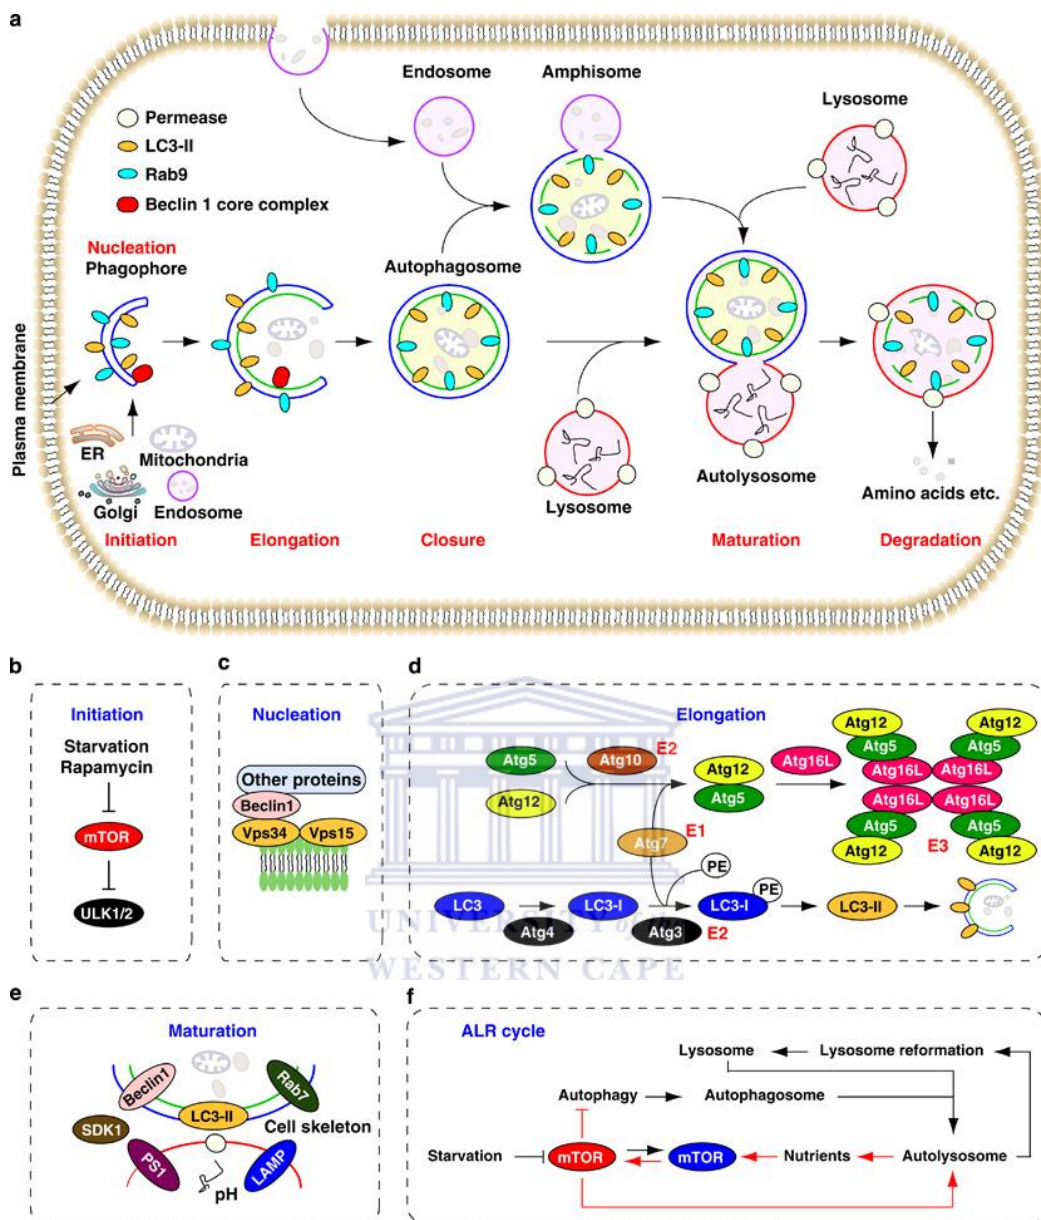 a
Endosome
Amphisome
Lysosome
Permease
LC3-II
Rab9
Beclin 1 core complex
Nucleation
Phagophore
Autophagosome
Plasma membrane
ER
Mitochondria
Golgi
Endosome
Lysosome
Autolysosome
Amino acids etc.
Initiation
Elongation
Closure
Maturation
Degradation
b
Initiation
Starvation
Rapamycin
mTOR
ULK1/2
c
Nucleation
Other proteins
Beclin1
Vps34
Vps15
d
Elongation
Atg5
Atg10
E2
Atg12
Atg7
E1
Atg12
Atg5
Atg16L
Atg12
Atg12
Atg5
Atg5
Atg16L
Atg16L
Atg16L
Atg16L
Atg5
Atg5
Atg12
E3
Atg12
PE
PE
LC3
LC3-I
LC3-I
LC3-II
Atg4
Atg3
E2
UNIVERSITY of the
WESTERN CAPE
e
Maturation
Beclin1
Rab7
LC3-II
Cell skeleton
SDK1
PS1
pH
LAMP
f
ALR cycle
Lysosome
Lysosome reformation
Autophagy
Autophagosome
Starvation
mTOR
mTOR
Nutrients
Autolysosome